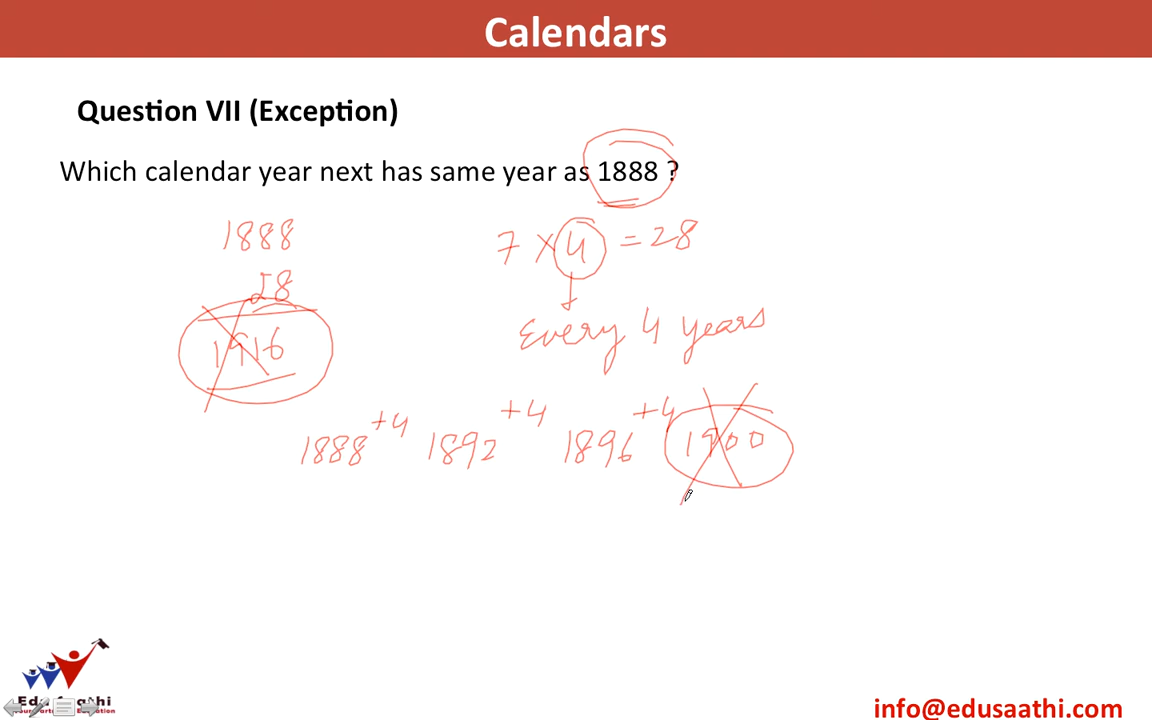 Calendars
Question VII (Exception)
Which calendar year next has same year as 1888 ?
1888
28
1916
7 × 4 = 28
Every 4 years
1888 +4 1892 +4 1896 +4 1900
info@edusaathi.com